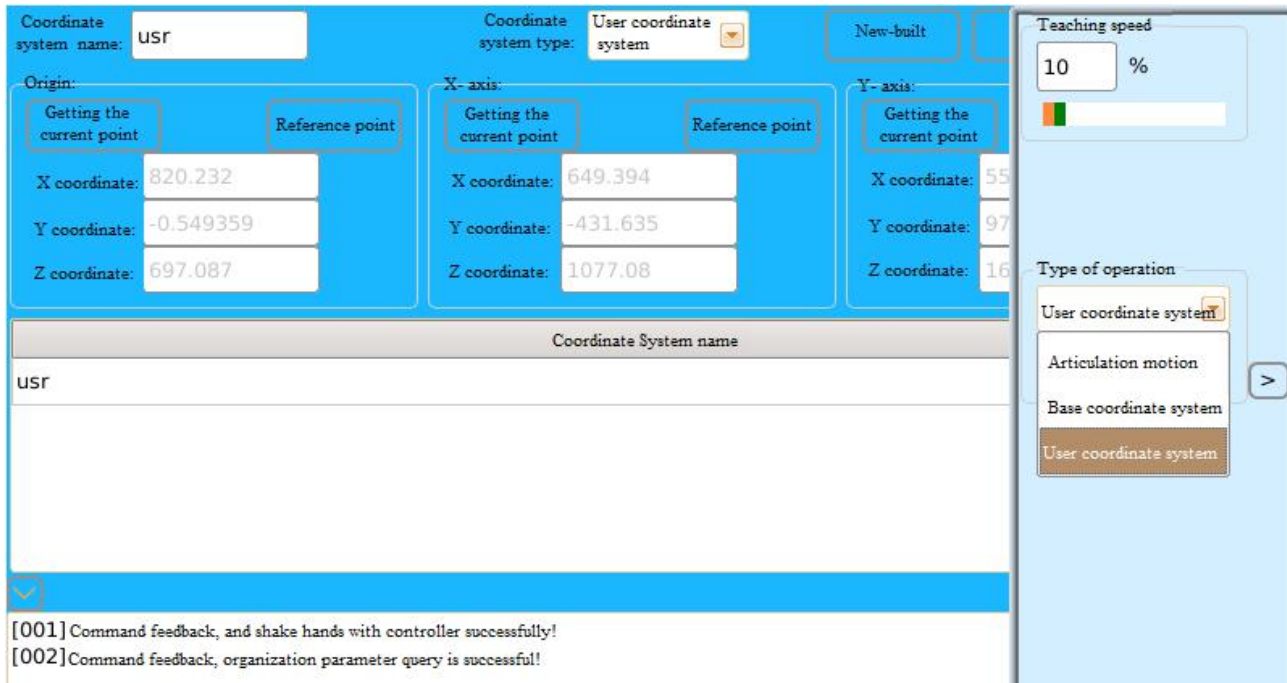 Coordinate system name: usr
Coordinate system type: User coordinate system
New-built
Teaching speed
10 %
Origin:
Getting the current point
Reference point
X coordinate: 820.232
Y coordinate: -0.549359
Z coordinate: 697.087
X- axis:
Getting the current point
Reference point
X coordinate: 649.394
Y coordinate: -431.635
Z coordinate: 1077.08
Y- axis:
Getting the current point
X coordinate: 55
Y coordinate: 97
Z coordinate: 16
Type of operation
User coordinate system
Articulation motion
Base coordinate system
User coordinate system
>
Coordinate System name
usr
[001] Command feedback, and shake hands with controller successfully!
[002] Command feedback, organization parameter query is successful!